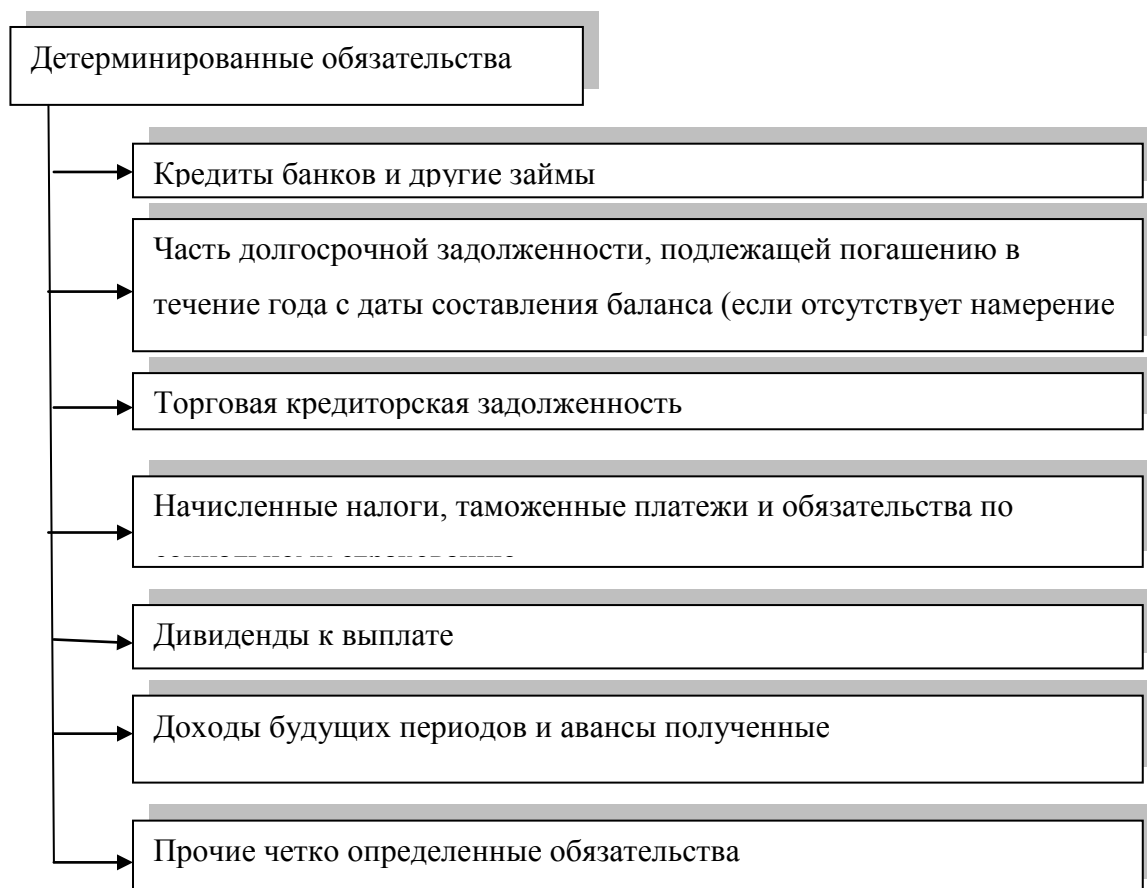 Детерминированные обязательства
Кредиты банков и другие займы
Часть долгосрочной задолженности, подлежащей погашению в
течение года с даты составления баланса (если отсутствует намерение
Торговая кредиторская задолженность
Начисленные налоги, таможенные платежи и обязательства по
Дивиденды к выплате
Доходы будущих периодов и авансы полученные
Прочие четко определенные обязательства